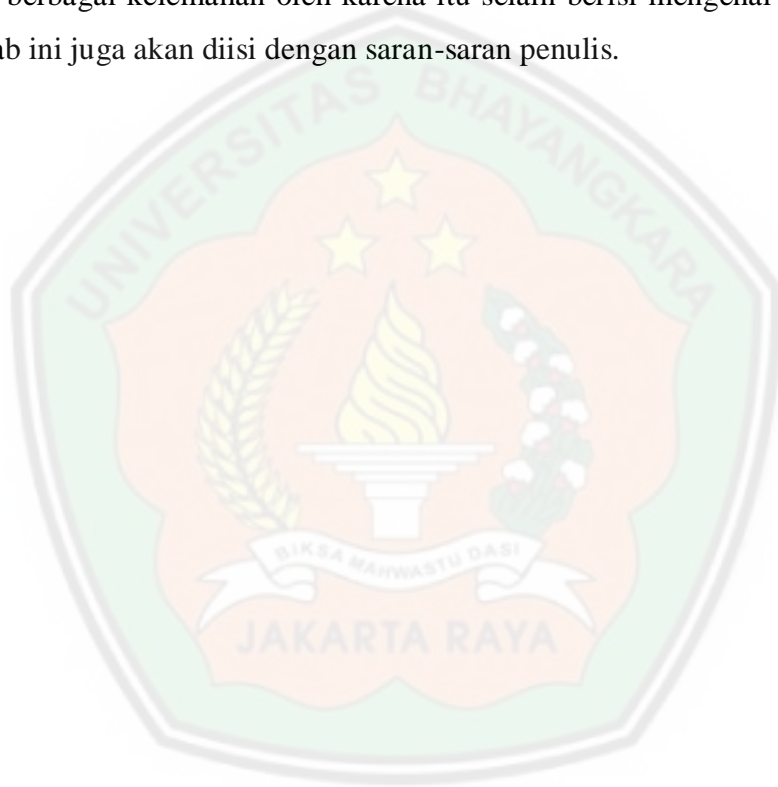 berbagai kelemahan oleh karena itu selain berisi mengenai
ab ini juga akan diisi dengan saran-saran penulis.
UNIVERSITAS BHAYANGKARA
BIKSA MAHWASTU DASI
JAKARTA RAYA